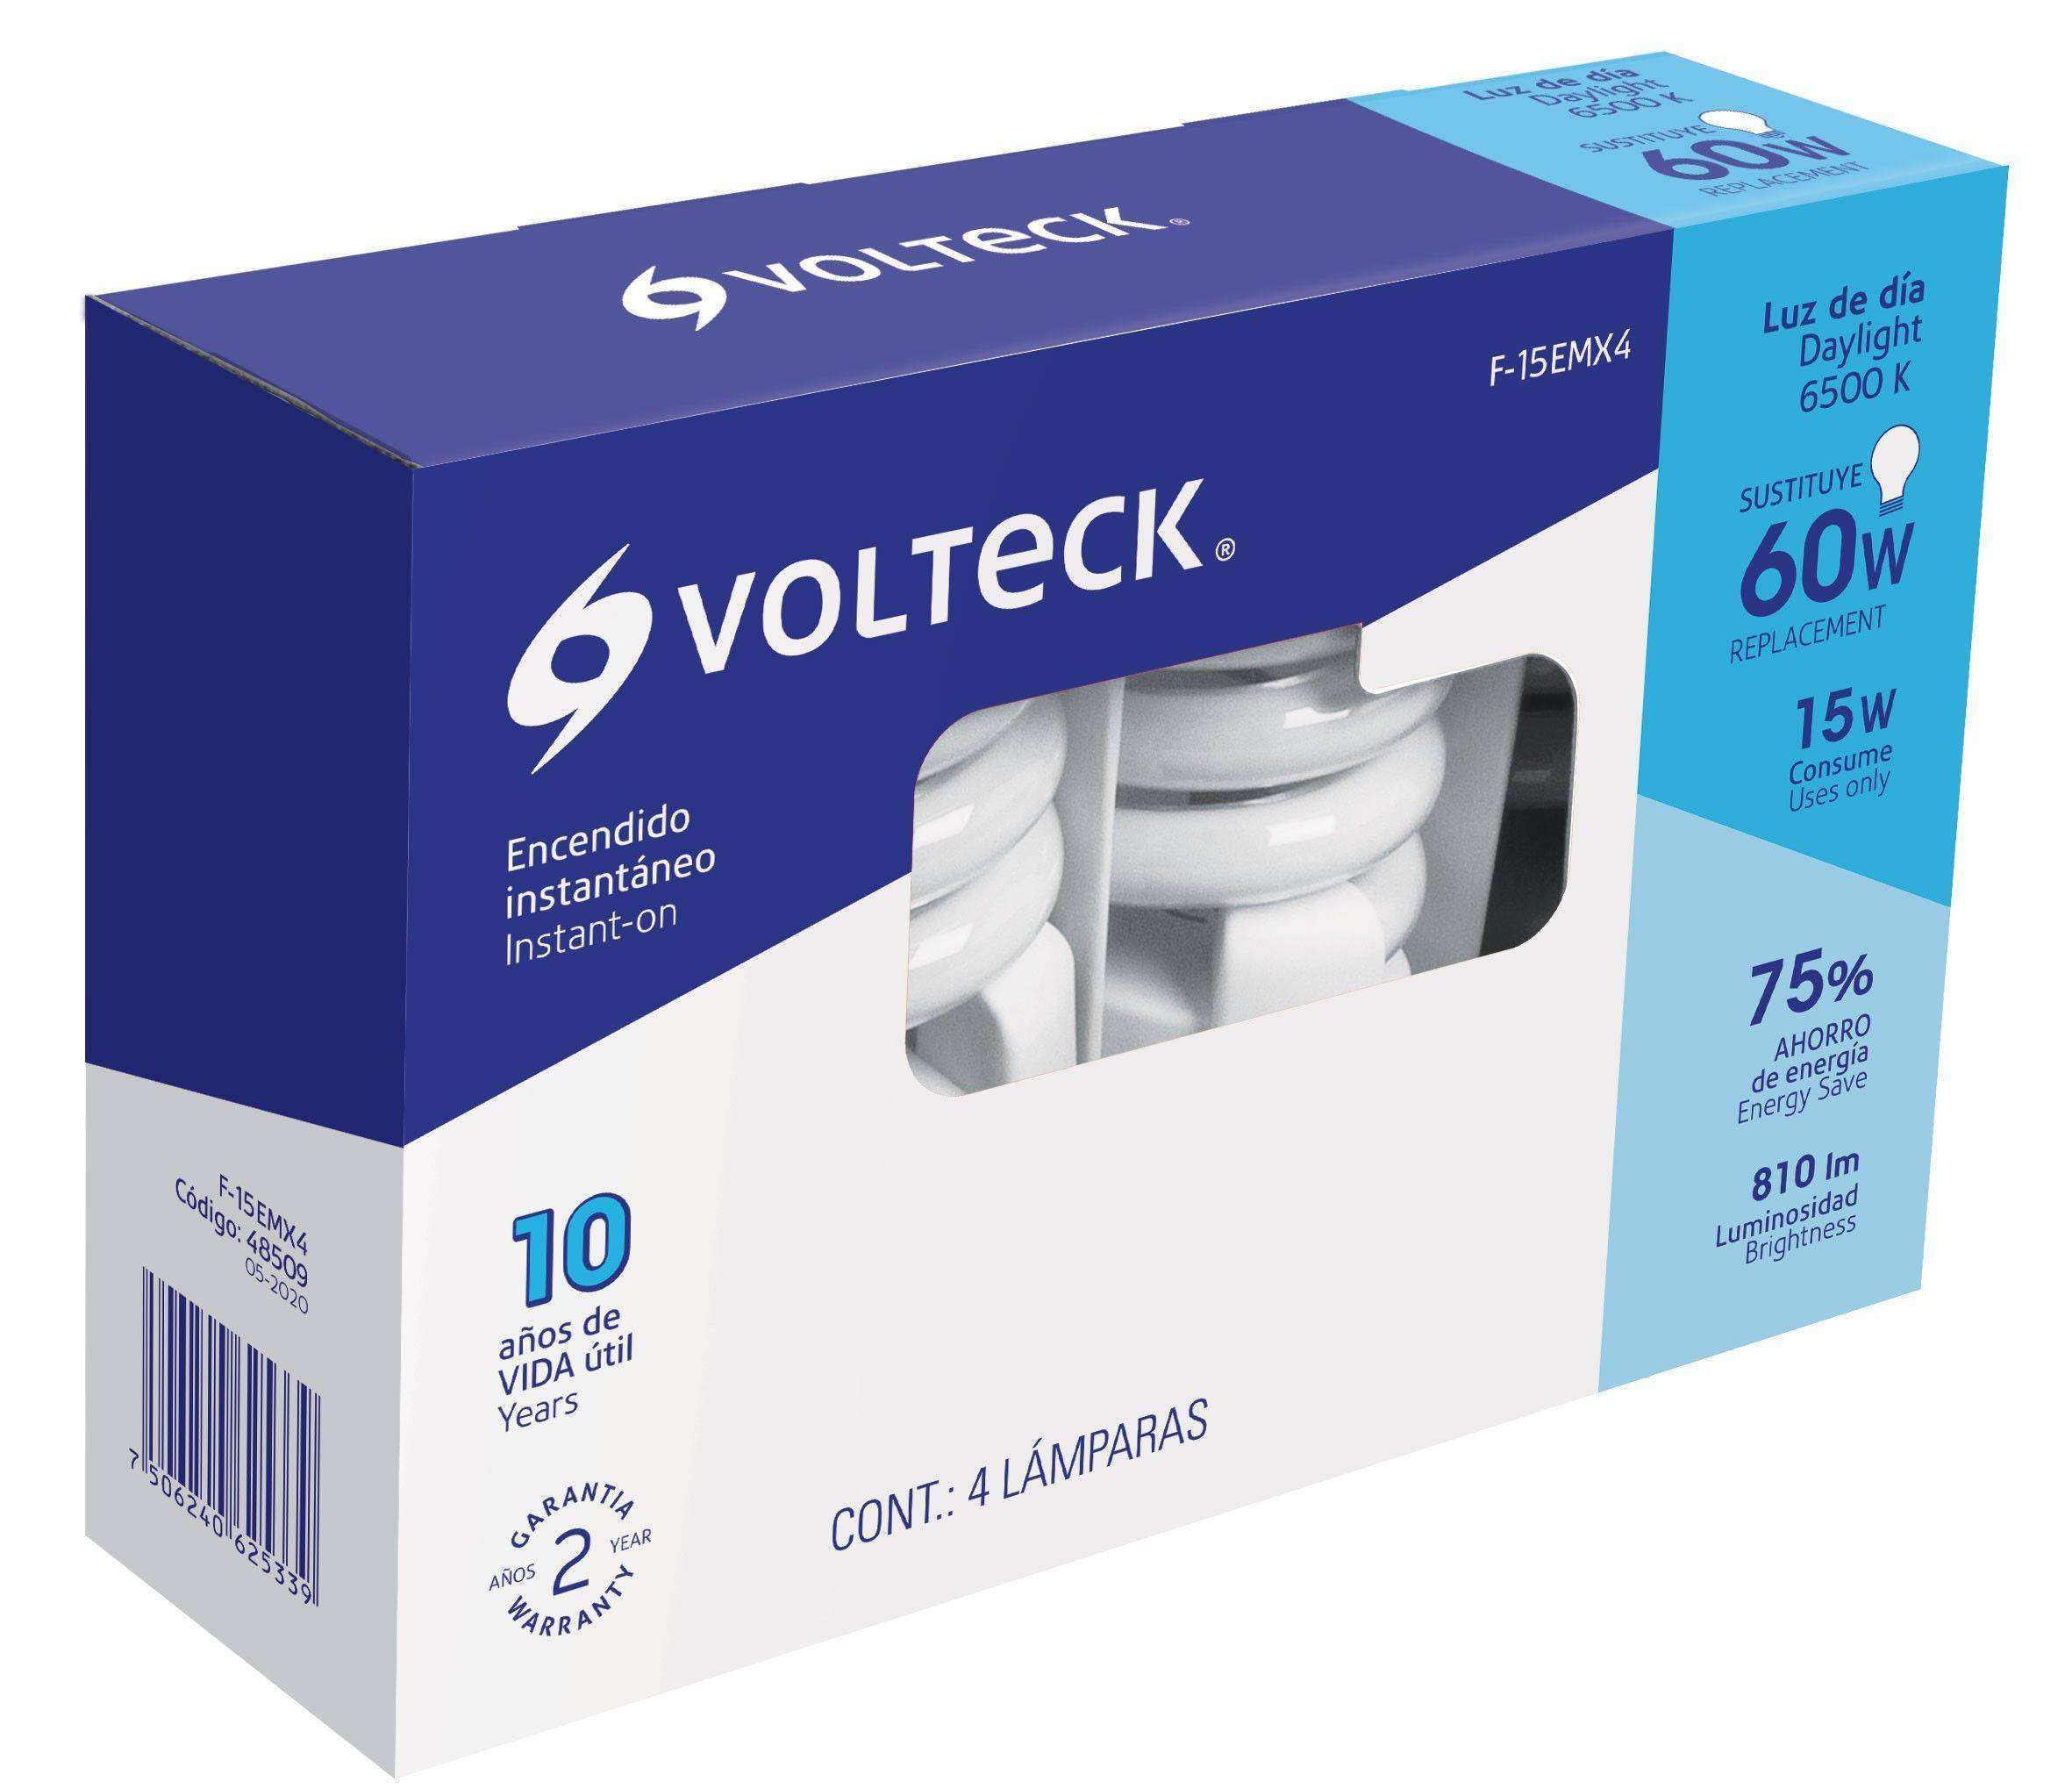 VOLTECK®
Luz de día
Daylight
6500 K
SUSTITUYE
60W
REPLACEMENT
F-15EMX4
VOLTECK®
Encendido
instantáneo
Instant-on
10
años de
VIDA útil
Years
GARANTIA
AÑOS 2 YEAR
WARRANTY
CONT.: 4 LÁMPARAS
Luz de día
Daylight
6500 K
SUSTITUYE
60W
REPLACEMENT
15W
Consume
Uses only
75%
AHORRO
de energía
Energy Save
810 lm
Luminosidad
Brightness
F-15EMX4
Código: 48509
05-2020
7 506240 625339